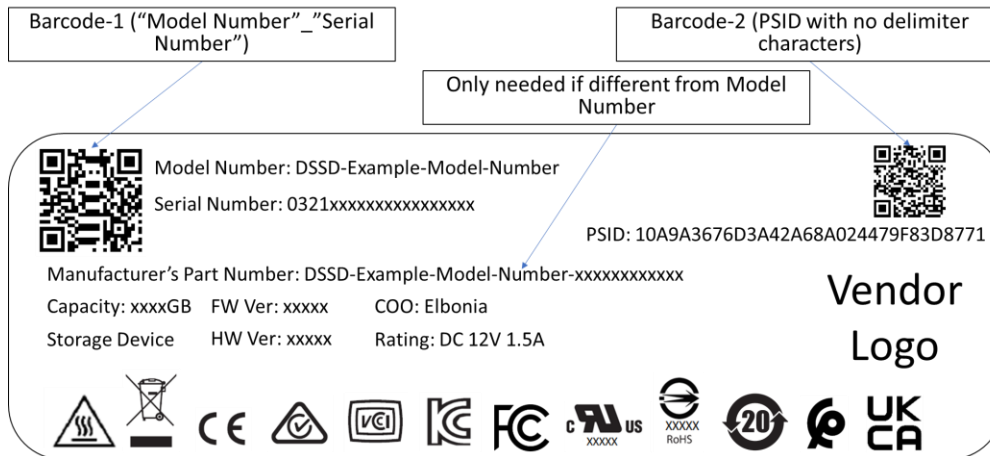 Barcode-1 (“Model Number”_”Serial
Number”)
Barcode-2 (PSID with no delimiter
characters)
Only needed if different from Model
Number
Model Number: DSSD-Example-Model-Number
Serial Number: 0321xxxxxxxxxxxxxxxx
PSID: 10A9A3676D3A42A68A024479F83D8771
Manufacturer’s Part Number: DSSD-Example-Model-Number-xxxxxxxxxxxx
Capacity: xxxxGB FW Ver: xxxxx COO: Elbonia
Storage Device HW Ver: xxxxx Rating: DC 12V 1.5A
Vendor
Logo
CE
VCI
KC
FC
c RU US
xxxxx
xxxxx
RoHS
20
UK
CA